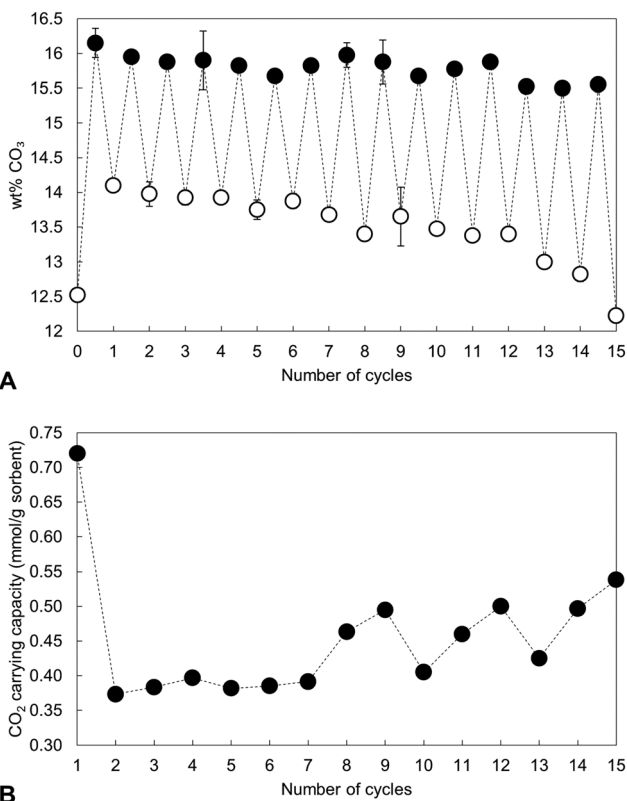 16.5
16
15.5
15
14.5
14
13.5
13
12.5
12
wt% CO3
0 1 2 3 4 5 6 7 8 9 10 11 12 13 14 15
Number of cycles
A
0.75
0.70
0.65
0.60
0.55
0.50
0.45
0.40
0.35
0.30
CO2 carrying capacity (mmol/g sorbent)
1 2 3 4 5 6 7 8 9 10 11 12 13 14 15
Number of cycles
B